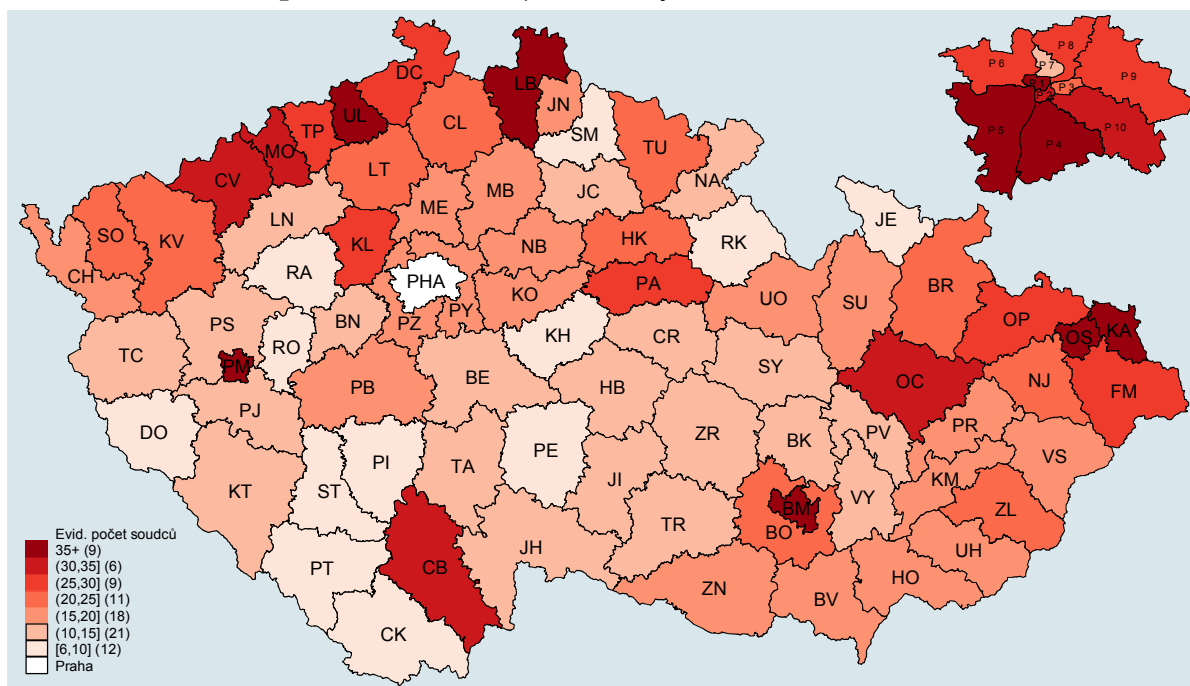 DC
LB
P 8
P 6
P 7
P 9
P 1
P 3
P 2
P 5
P 4
P 10
UL
TP
MO
CL
JN
SM
TU
CV
LT
MB
JC
NA
LN
ME
SO
KV
KL
NB
HK
RK
JE
CH
RA
PHA
PA
KO
UO
SU
BR
PS
BN
PZ
PY
OP
OS
KA
TC
RO
KH
CR
PM
PB
BE
HB
SY
OC
NJ
FM
PJ
DO
PI
PE
ZR
BK
PV
PR
VS
KT
ST
TA
JI
VY
KM
BM
BO
ZL
TR
JH
UH
PT
CB
HO
ZN
BV
CK
Evid. počet soudců
35+ (9)
(30,35] (6)
(25,30] (9)
(20,25] (11)
(15,20] (18)
(10,15] (21)
[6,10] (12)
Praha